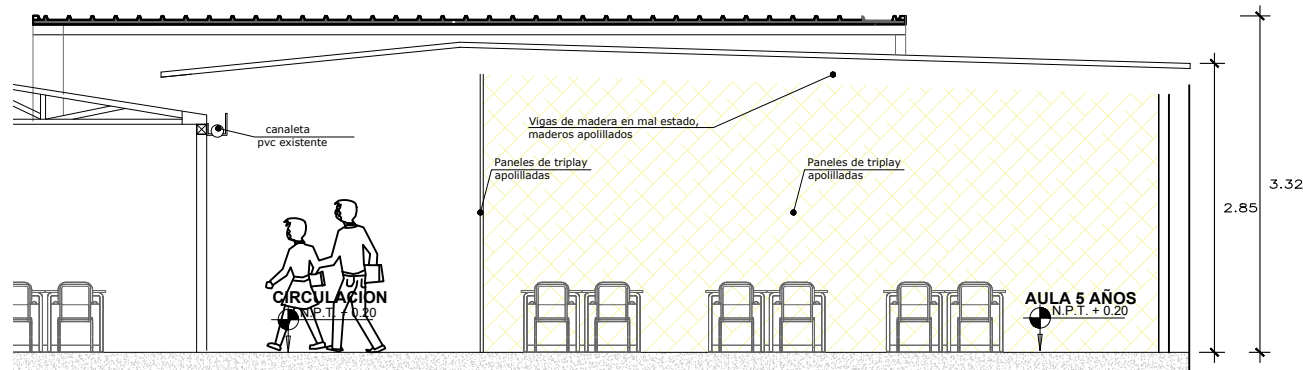 canaleta
pvc existente
Vigas de madera en mal estado,
maderos apolillados
Paneles de triplay
apolilladas
Paneles de triplay
apolilladas
3.32
2.85
CIRCULACION
N.P.T. + 0.20
AULA 5 AÑOS
N.P.T. + 0.20